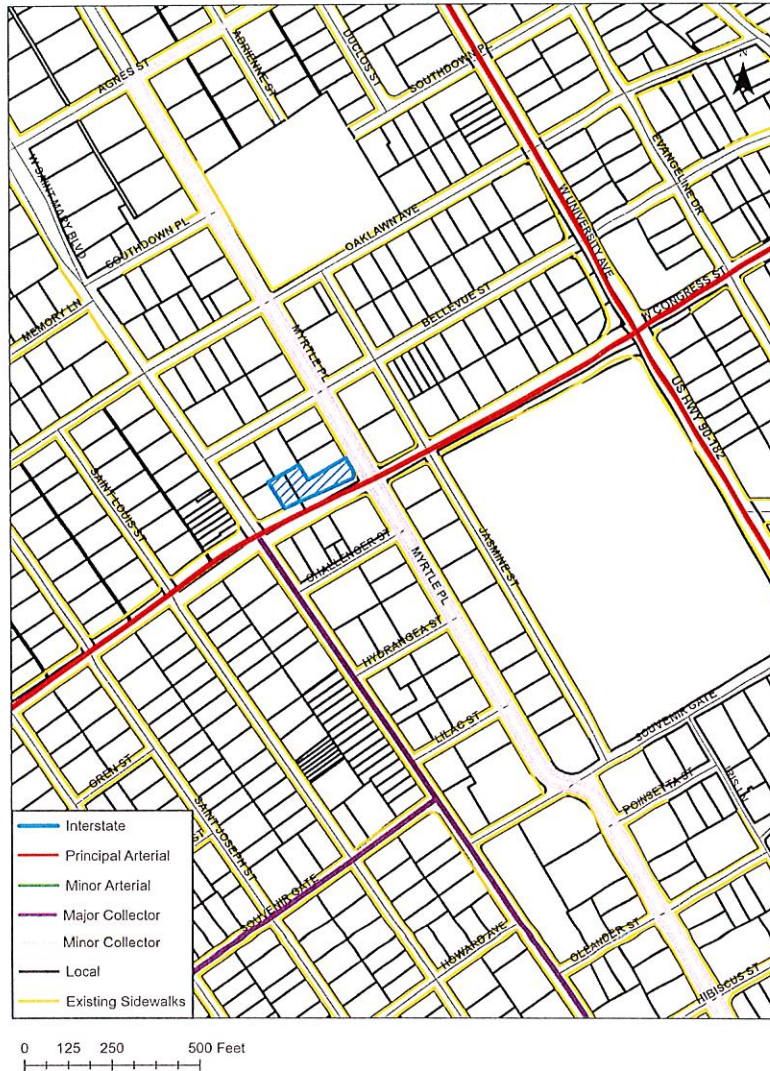 AGNES ST
ADRIENNE ST
DUCLOS ST
SOUTHDOWN PL
N
EVANGELINE DR
W SAINT MARY BLVD
SOUTHDOWN PL
OAKLAWN AVE
W UNIVERSITY AVE
MEMORY LN
BELLEVUE ST
W CONGRESS ST
MYRTLE PL
US HWY 90-182
SAINT LOUIS ST
CHALLENGER ST
JASMINE ST
MYRTLE PL
HYDRANGEA ST
LILAC ST
SOUVENIR GATE
OREN ST
POINSETTA ST
IRIS LN
SAINT JOSEPH ST
ST
SOUVENIR GATE
HOWARD AVE
OLEANDER ST
HIBISCUS ST
Interstate
Principal Arterial
Minor Arterial
Major Collector
Minor Collector
Local
Existing Sidewalks
0 125 250 500 Feet